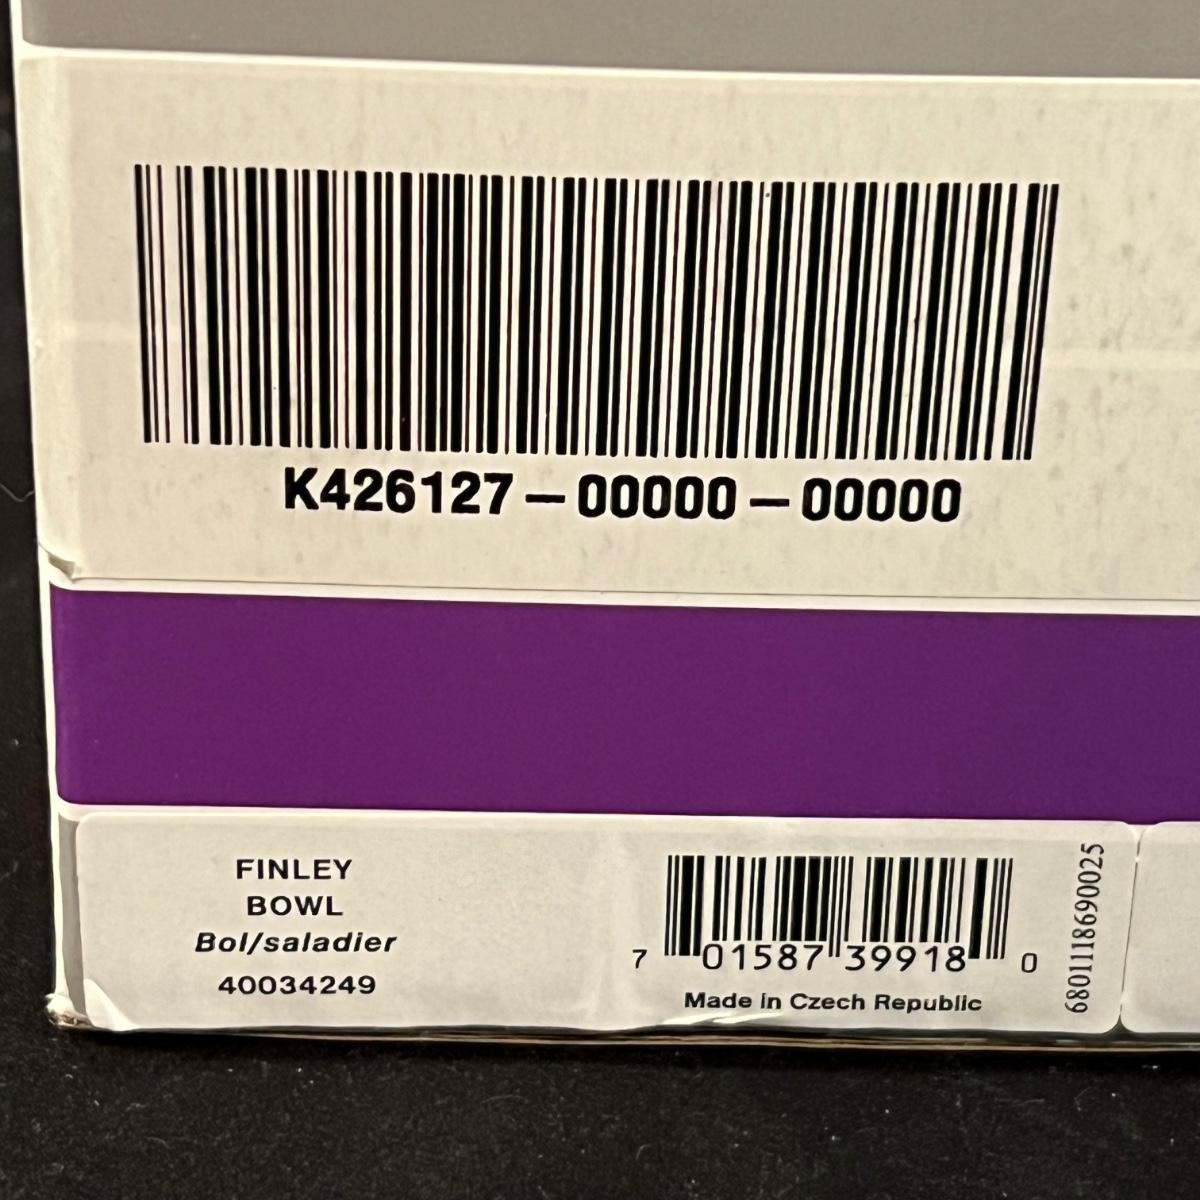 K426127-00000-00000
FINLEY
BOWL
Bol/saladier
40034249
7 01587 39918 0
Made in Czech Republic
6801118690025